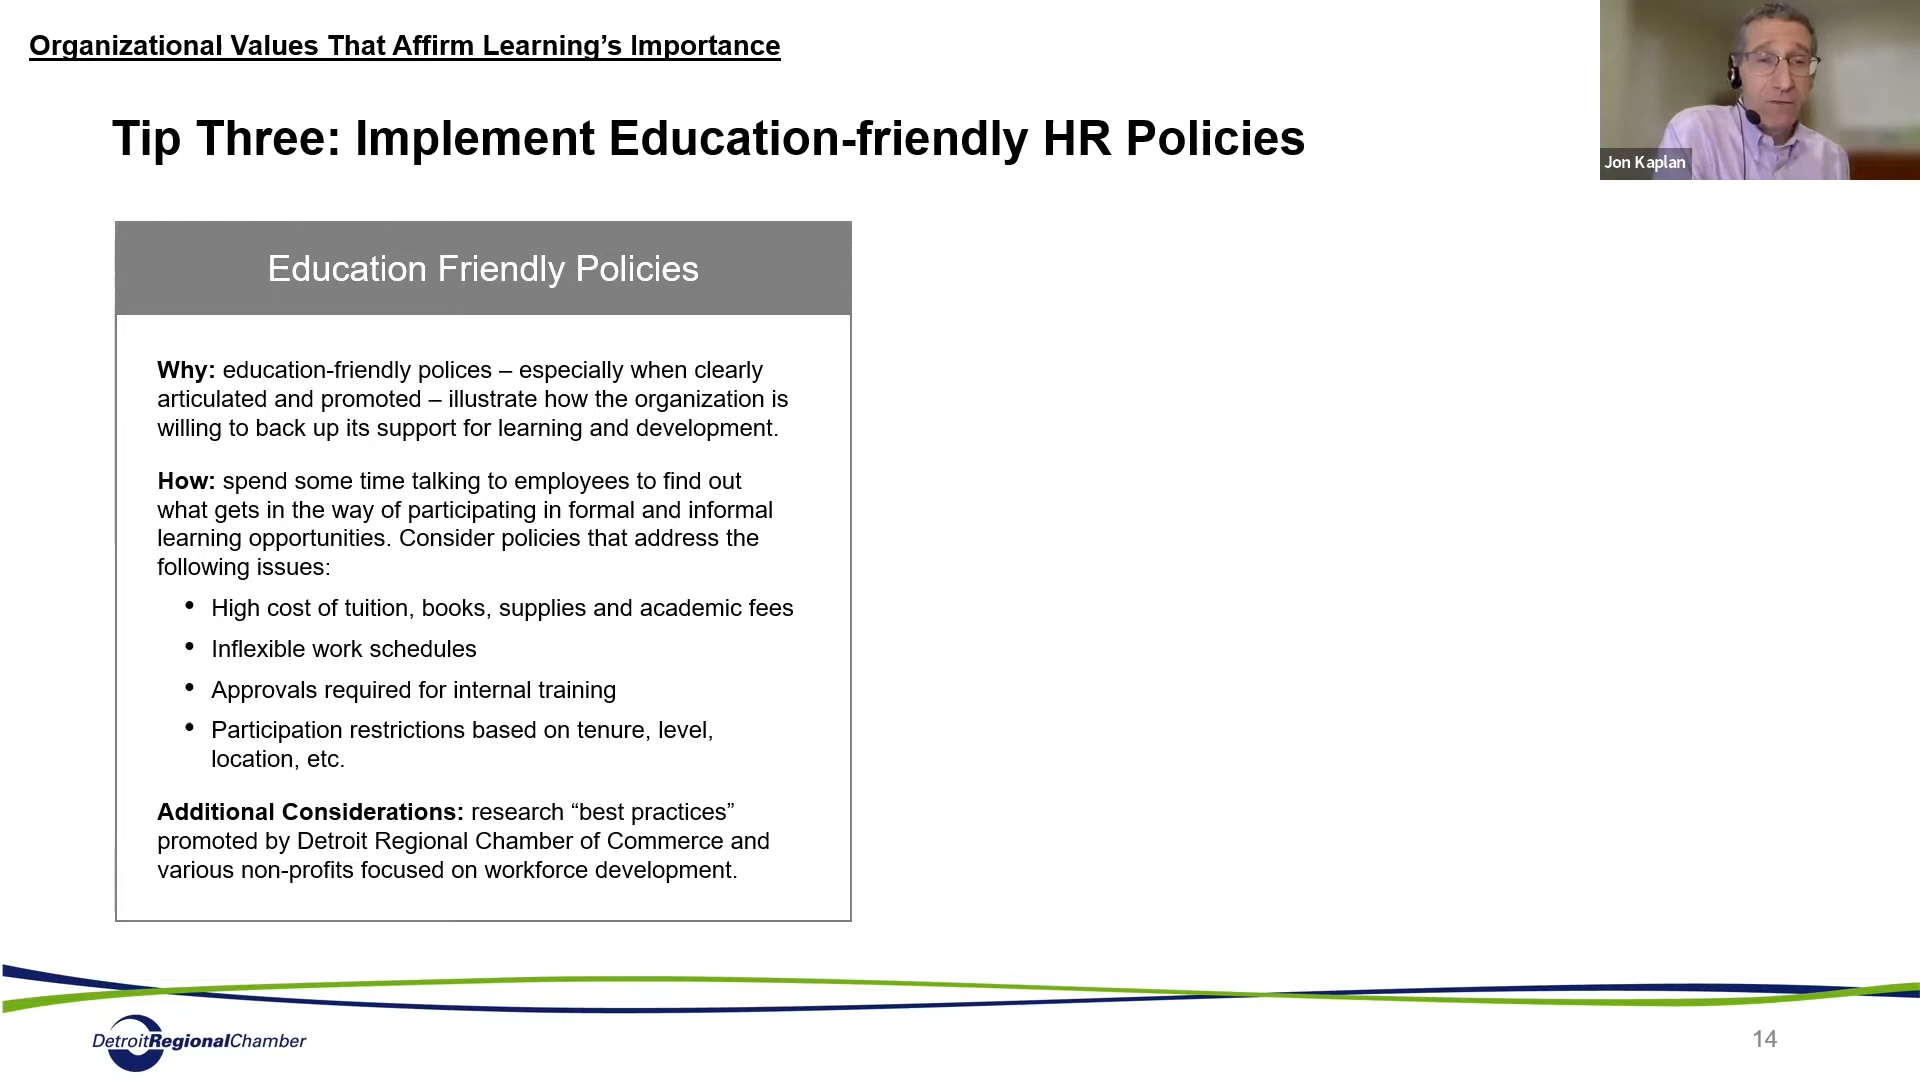 Organizational Values That Affirm Learning’s Importance
Tip Three: Implement Education-friendly HR Policies
Jon Kaplan
Education Friendly Policies
Why: education-friendly polices – especially when clearly
articulated and promoted – illustrate how the organization is
willing to back up its support for learning and development.
How: spend some time talking to employees to find out
what gets in the way of participating in formal and informal
learning opportunities. Consider policies that address the
following issues:
• High cost of tuition, books, supplies and academic fees
• Inflexible work schedules
• Approvals required for internal training
• Participation restrictions based on tenure, level,
location, etc.
Additional Considerations: research “best practices”
promoted by Detroit Regional Chamber of Commerce and
various non-profits focused on workforce development.
DetroitRegionalChamber
14